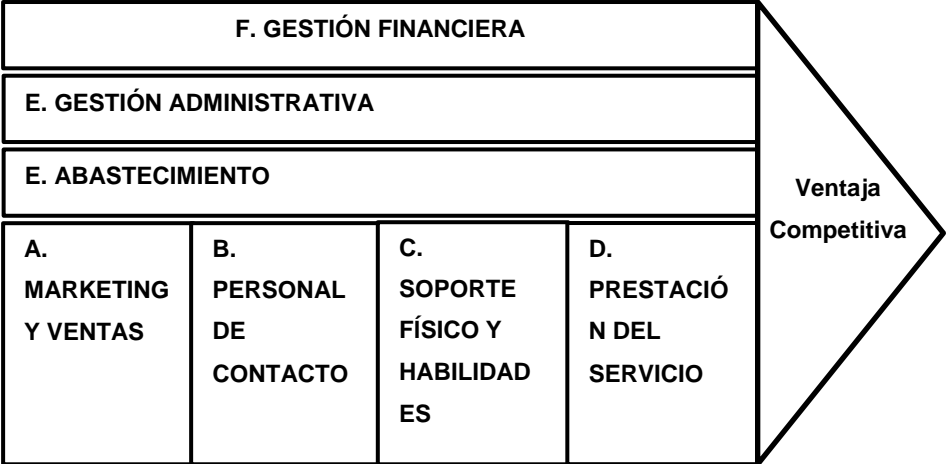 F. GESTIÓN FINANCIERA
E. GESTIÓN ADMINISTRATIVA
E. ABASTECIMIENTO
A.
MARKETING
Y VENTAS
B.
PERSONAL
DE
CONTACTO
C.
SOPORTE
FÍSICO Y
HABILIDAD
ES
D.
PRESTACIÓ
N DEL
SERVICIO
Ventaja
Competitiva